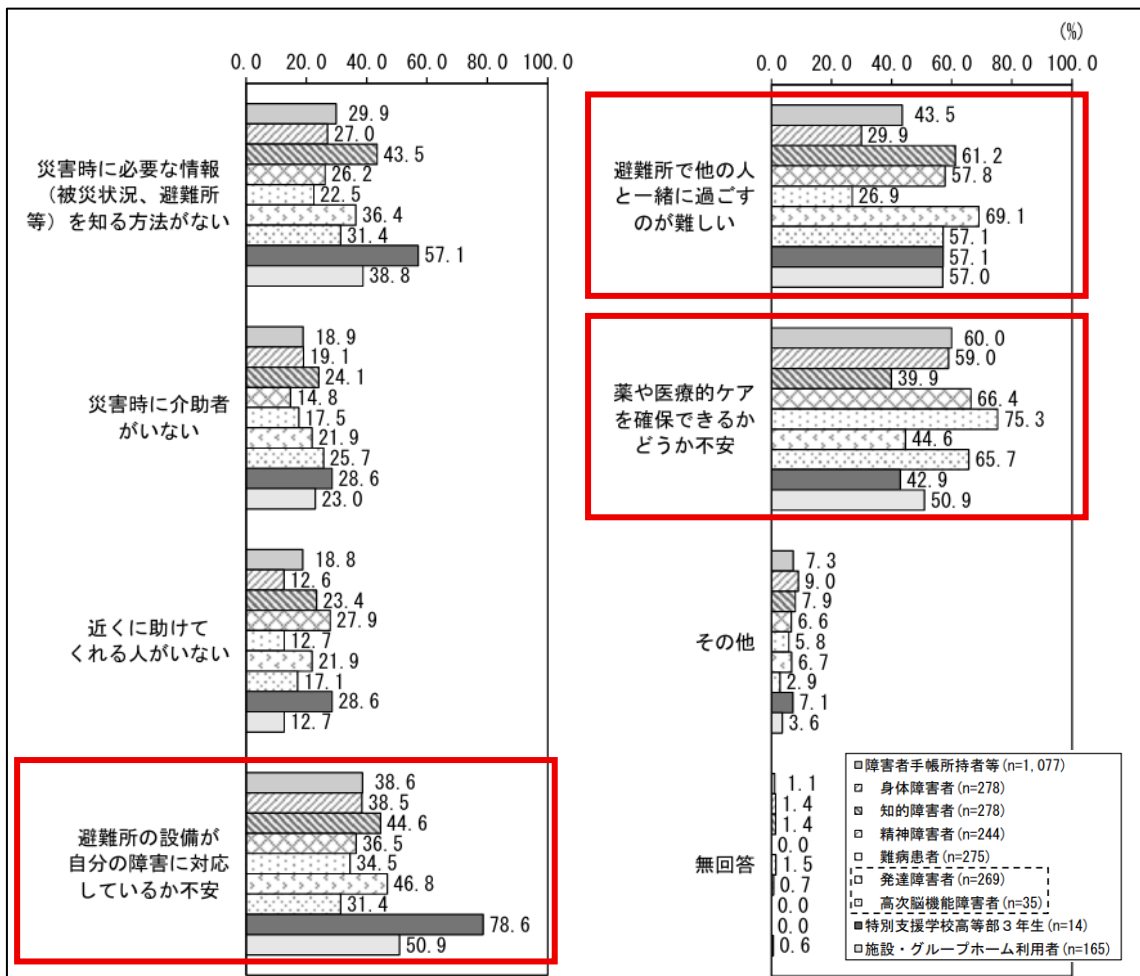 (%)
0.0 20.0 40.0 60.0 80.0 100.0
災害時に必要な情報
（被災状況、避難所
等）を知る方法がない
29.9
27.0
43.5
26.2
22.5
36.4
31.4
57.1
38.8
災害時に介助者
がいない
18.9
19.1
24.1
14.8
17.5
21.9
25.7
28.6
23.0
近くに助けて
くれる人がいない
18.8
12.6
23.4
27.9
12.7
21.9
17.1
28.6
12.7
避難所の設備が
自分の障害に対応
しているか不安
38.6
38.5
44.6
36.5
34.5
46.8
31.4
78.6
50.9
0.0 20.0 40.0 60.0 80.0 100.0
避難所で他の人
と一緒に過ごす
のが難しい
43.5
29.9
61.2
57.8
26.9
69.1
57.1
57.1
57.0
薬や医療的ケア
を確保できるか
どうか不安
60.0
59.0
39.9
66.4
75.3
44.6
65.7
42.9
50.9
その他
7.3
9.0
7.9
6.6
5.8
6.7
2.9
7.1
3.6
無回答
1.1
1.4
1.4
0.0
1.5
0.7
0.0
0.0
0.6
障害者手帳所持者等(n=1,077)
身体障害者(n=278)
知的障害者(n=278)
精神障害者(n=244)
難病患者(n=275)
発達障害者(n=269)
高次脳機能障害者(n=35)
特別支援学校高等部３年生(n=14)
施設・グループホーム利用者(n=165)